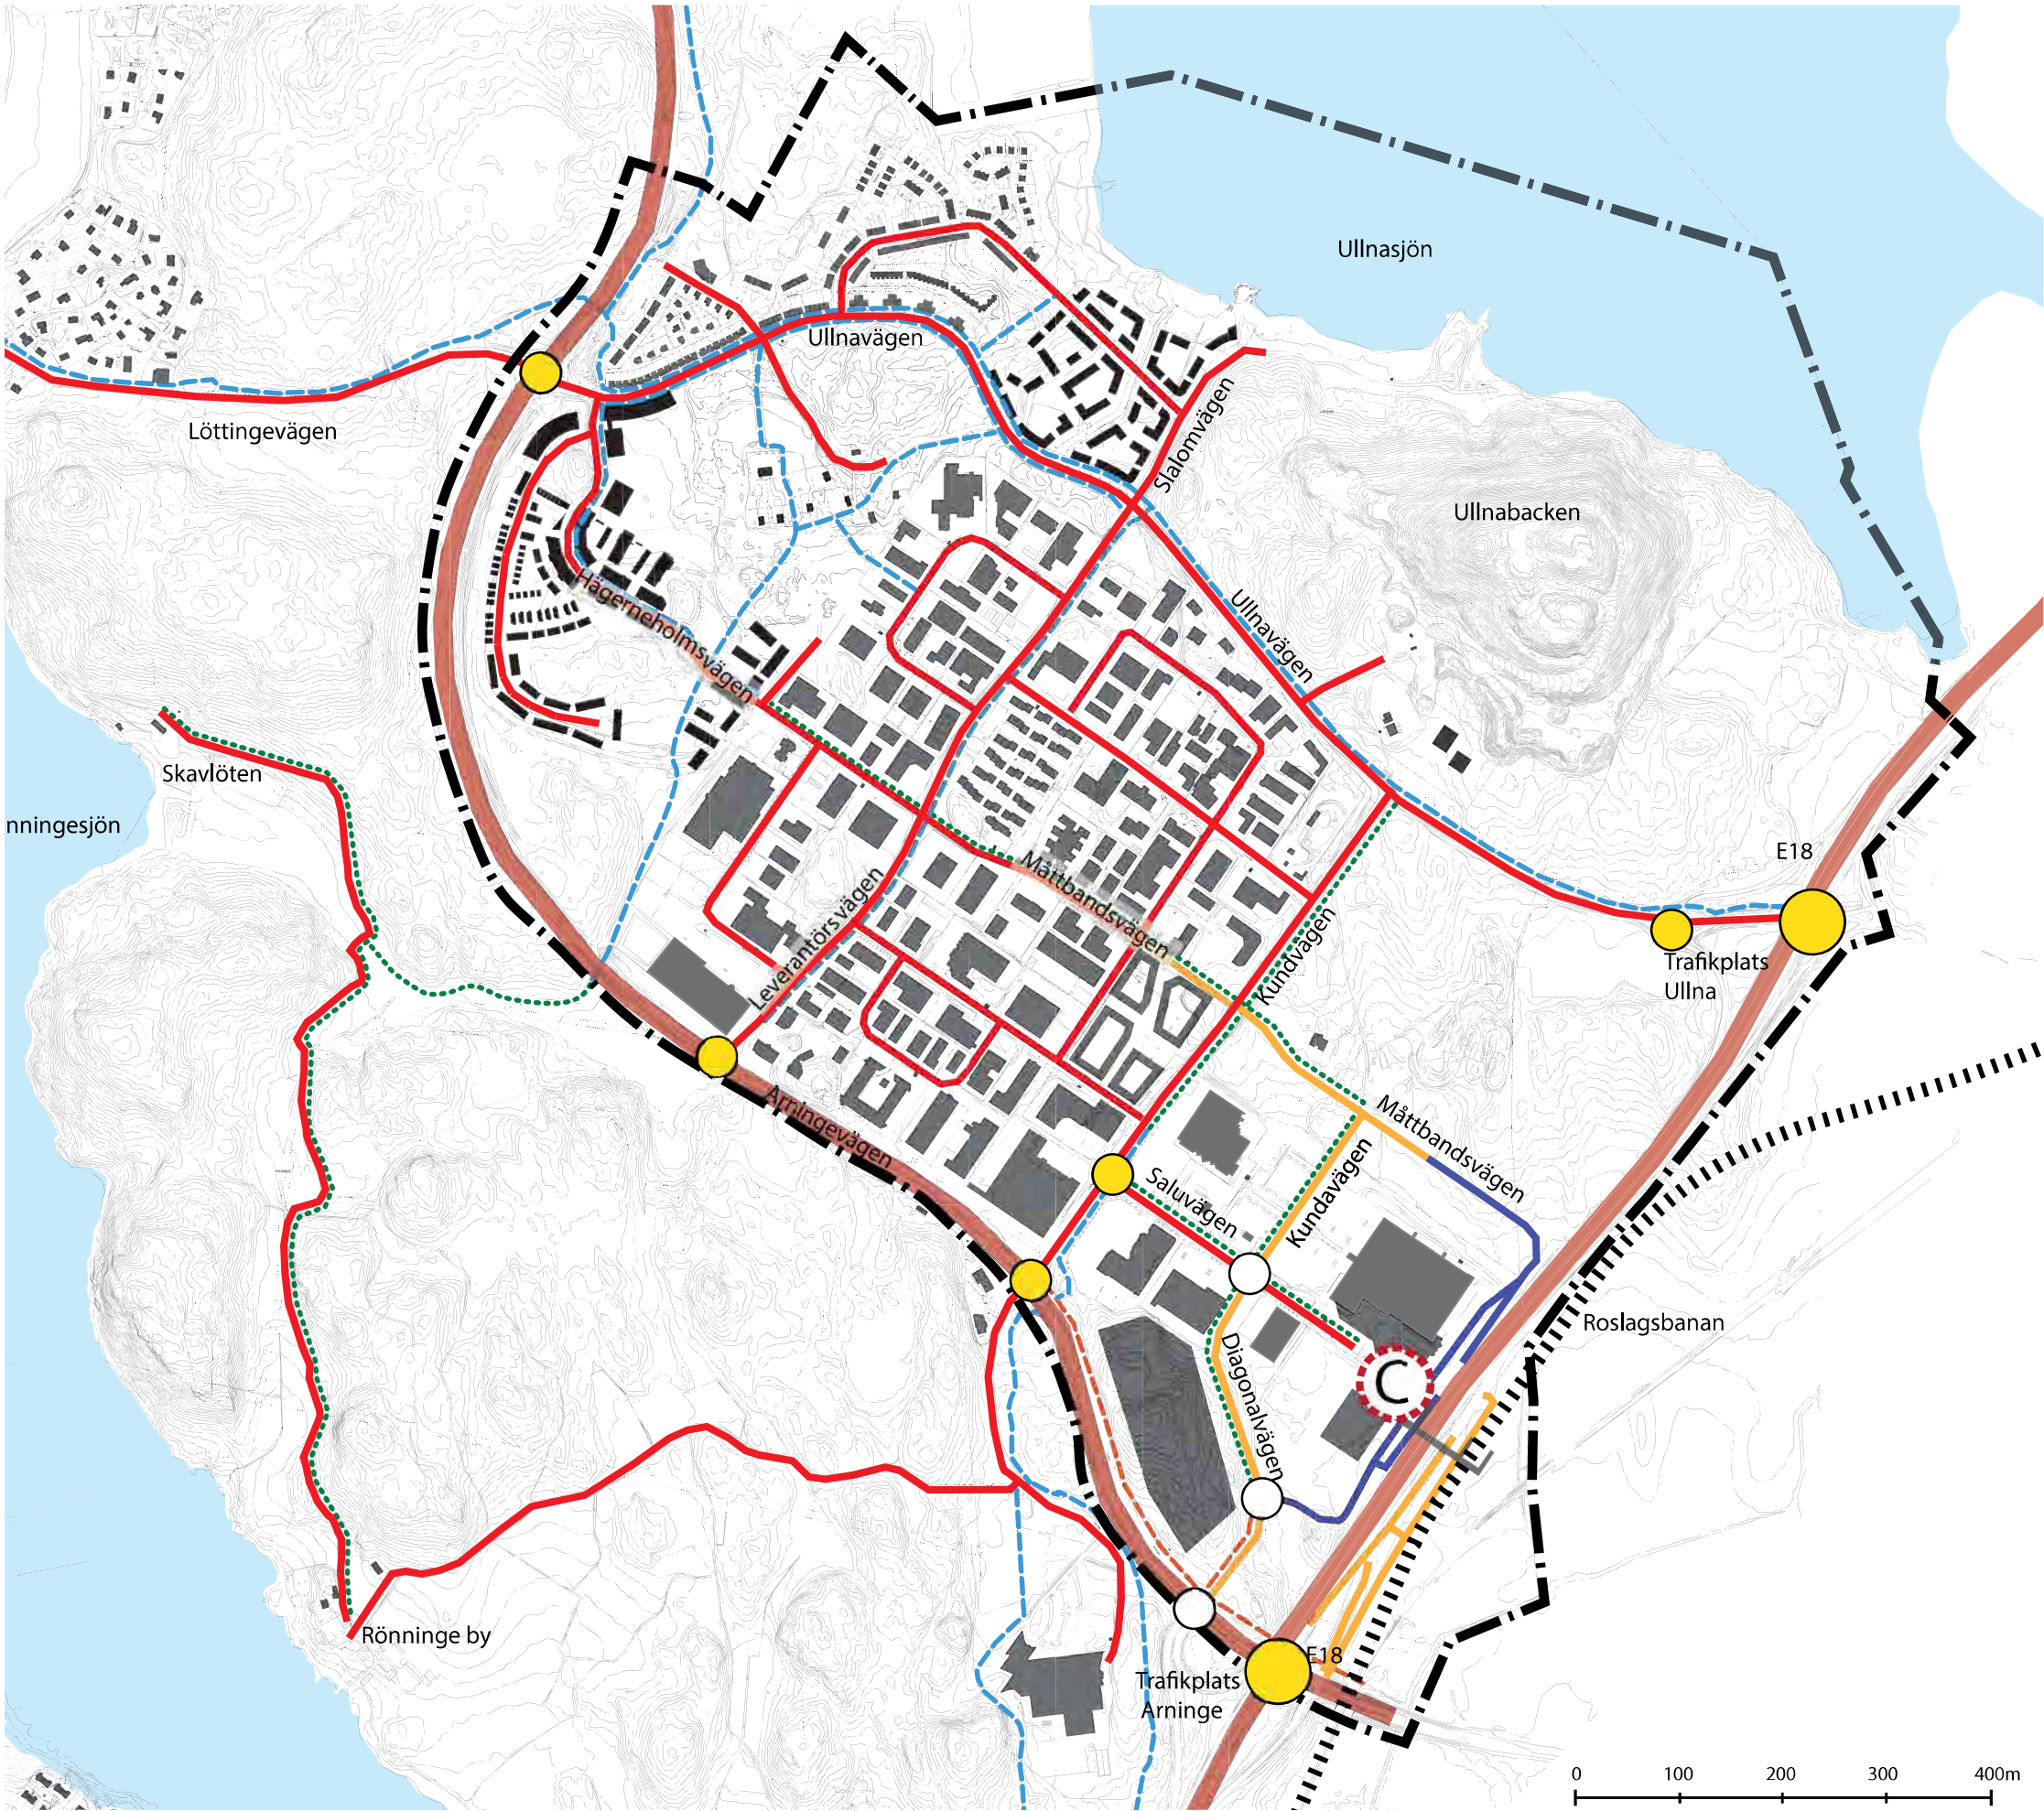 Ullnasjön
Ullnavägen
Löttingevägen
Slalomvägen
Ullnabacken
Hägerneholmsvägen
Ullnavägen
Skavlöten
nningesjön
E18
Måttbandsvägen
Leverantörsvägen
Kundvägen
Trafikplats
Ullna
Arningevägen
Måttbandsvägen
Saluvägen
Kundavägen
Roslagsbanan
Diagonalvägen
C
Rönninge by
E18
Trafikplats
Arninge
0 100 200 300 400m